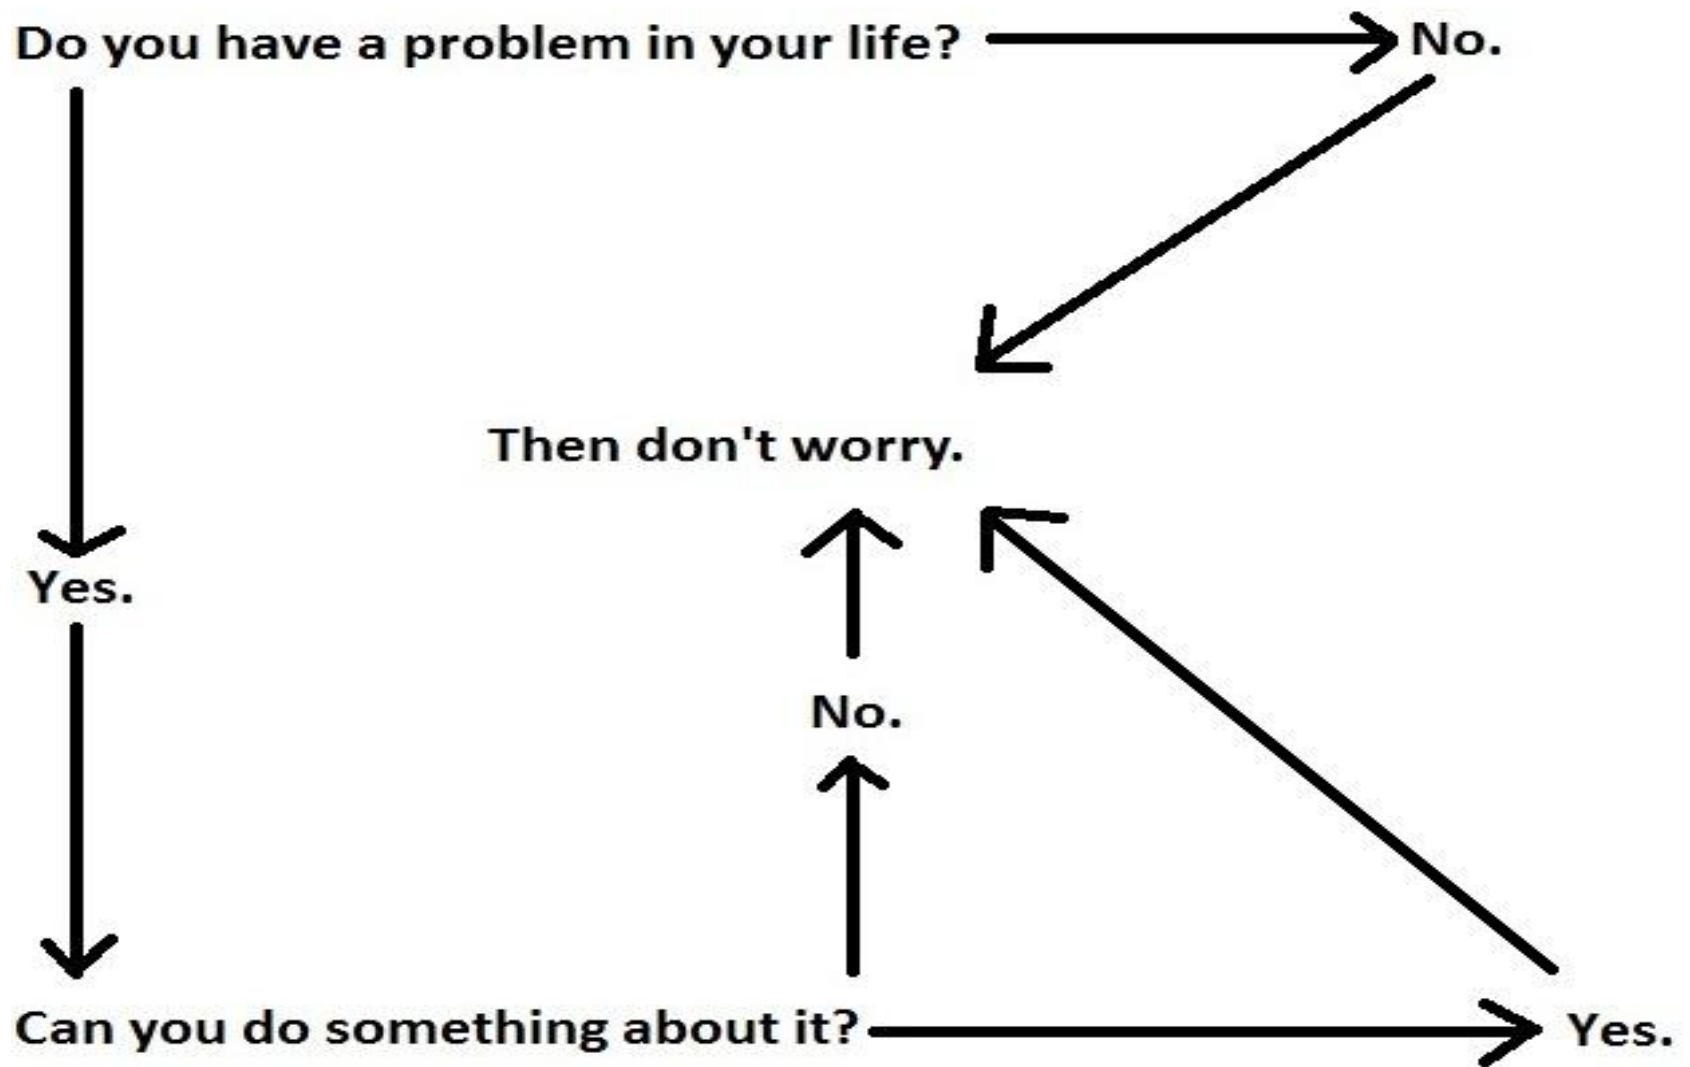 Do you have a problem in your life?
No.
Then don't worry.
Yes.
No.
Can you do something about it?
Yes.